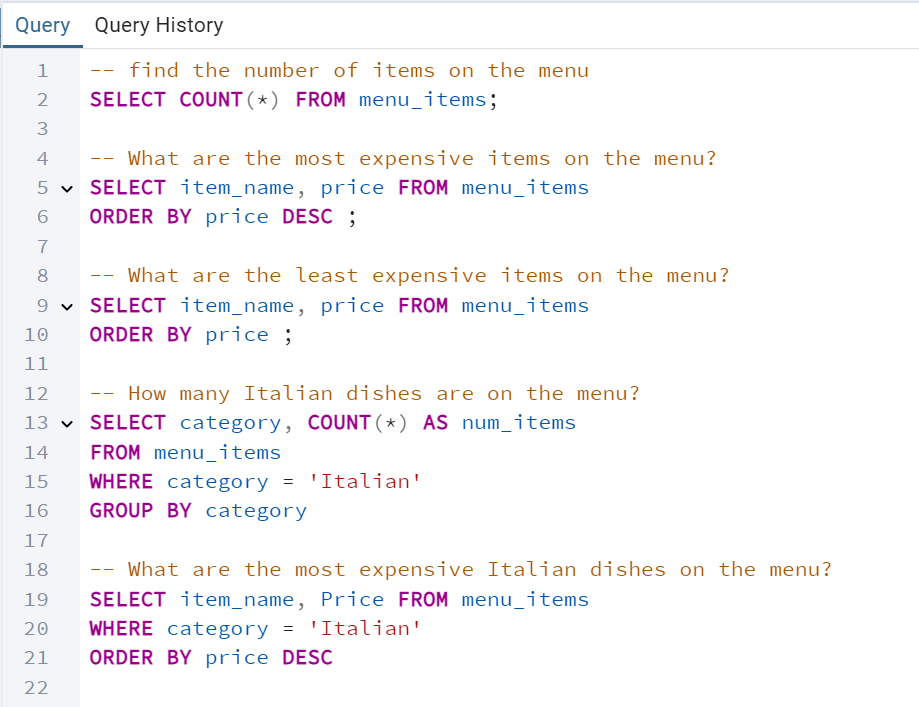 Query Query History
1 -- find the number of items on the menu
2 SELECT COUNT(*) FROM menu_items;
3
4 -- What are the most expensive items on the menu?
5 SELECT item_name, price FROM menu_items
6 ORDER BY price DESC ;
7
8 -- What are the least expensive items on the menu?
9 SELECT item_name, price FROM menu_items
10 ORDER BY price ;
11
12 -- How many Italian dishes are on the menu?
13 SELECT category, COUNT(*) AS num_items
14 FROM menu_items
15 WHERE category = 'Italian'
16 GROUP BY category
17
18 -- What are the most expensive Italian dishes on the menu?
19 SELECT item_name, Price FROM menu_items
20 WHERE category = 'Italian'
21 ORDER BY price DESC
22